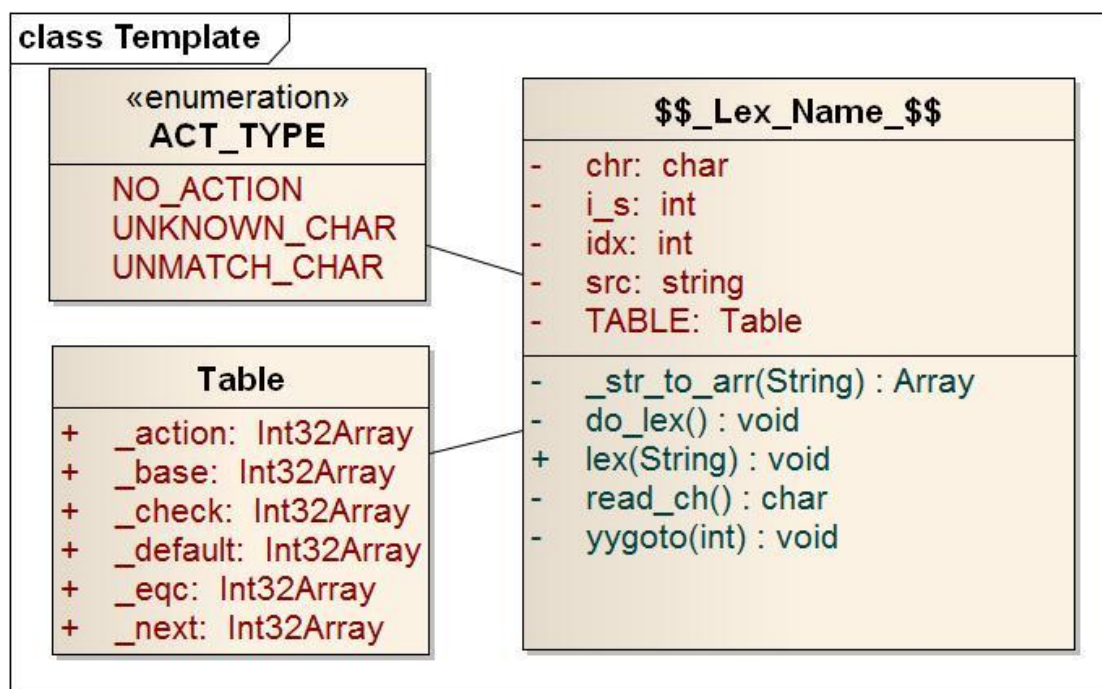 class Template
«enumeration»
ACT_TYPE
NO_ACTION
UNKNOWN_CHAR
UNMATCH_CHAR
Table
+ _action: Int32Array
+ _base: Int32Array
+ _check: Int32Array
+ _default: Int32Array
+ _eqc: Int32Array
+ _next: Int32Array
$$_Lex_Name_$$
- chr: char
- i_s: int
- idx: int
- src: string
- TABLE: Table
- _str_to_arr(String) : Array
- do_lex() : void
+ lex(String) : void
- read_ch() : char
- yygoto(int) : void